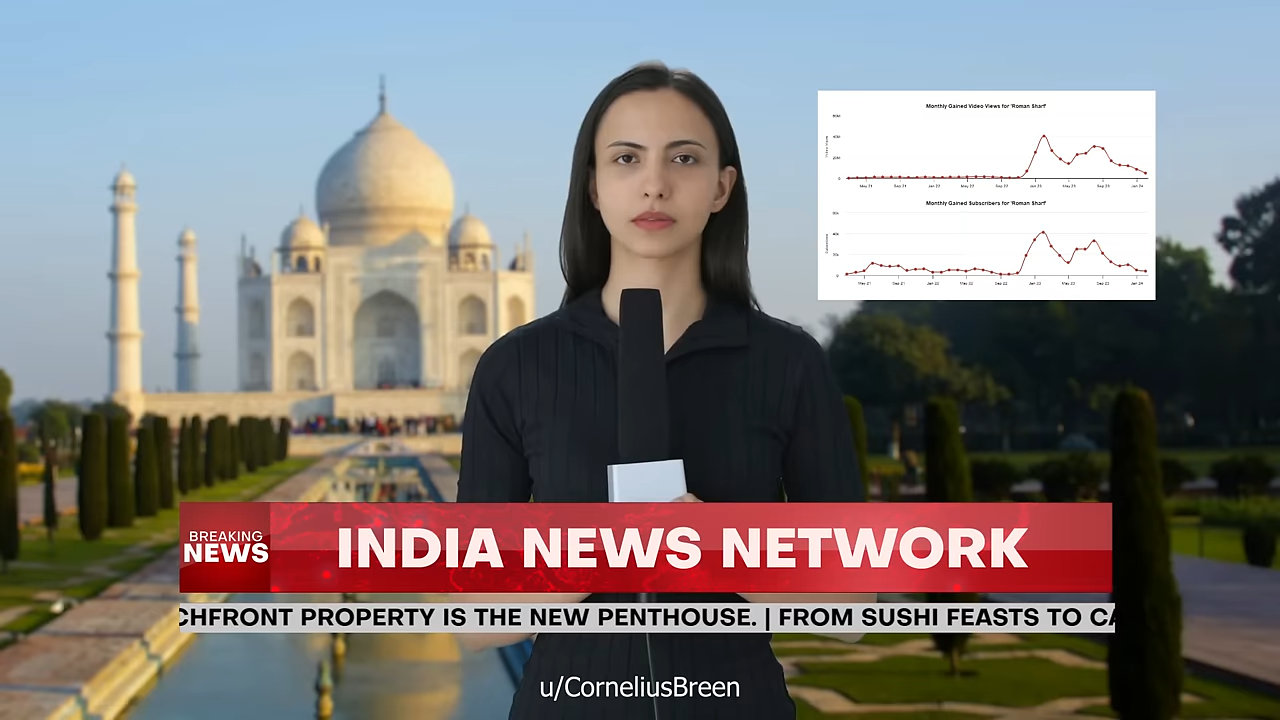 Monthly Gained Video Views for 'Roman Sharf'
Monthly Gained Subscribers for 'Roman Sharf'
BREAKING
NEWS
INDIA NEWS NETWORK
CHFRONT PROPERTY IS THE NEW PENTHOUSE. | FROM SUSHI FEASTS TO CA
u/CorneliusBreen